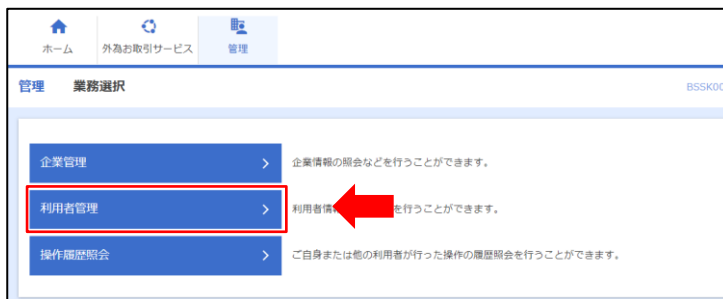 ホーム
外為お取引サービス
管理
管理 業務選択
BSSK00
企業管理
企業情報の照会などを行うことができます。
利用者管理
利用者情 を行うことができます。
操作履歴照会
ご自身または他の利用者が行った操作の履歴照会を行うことができます。